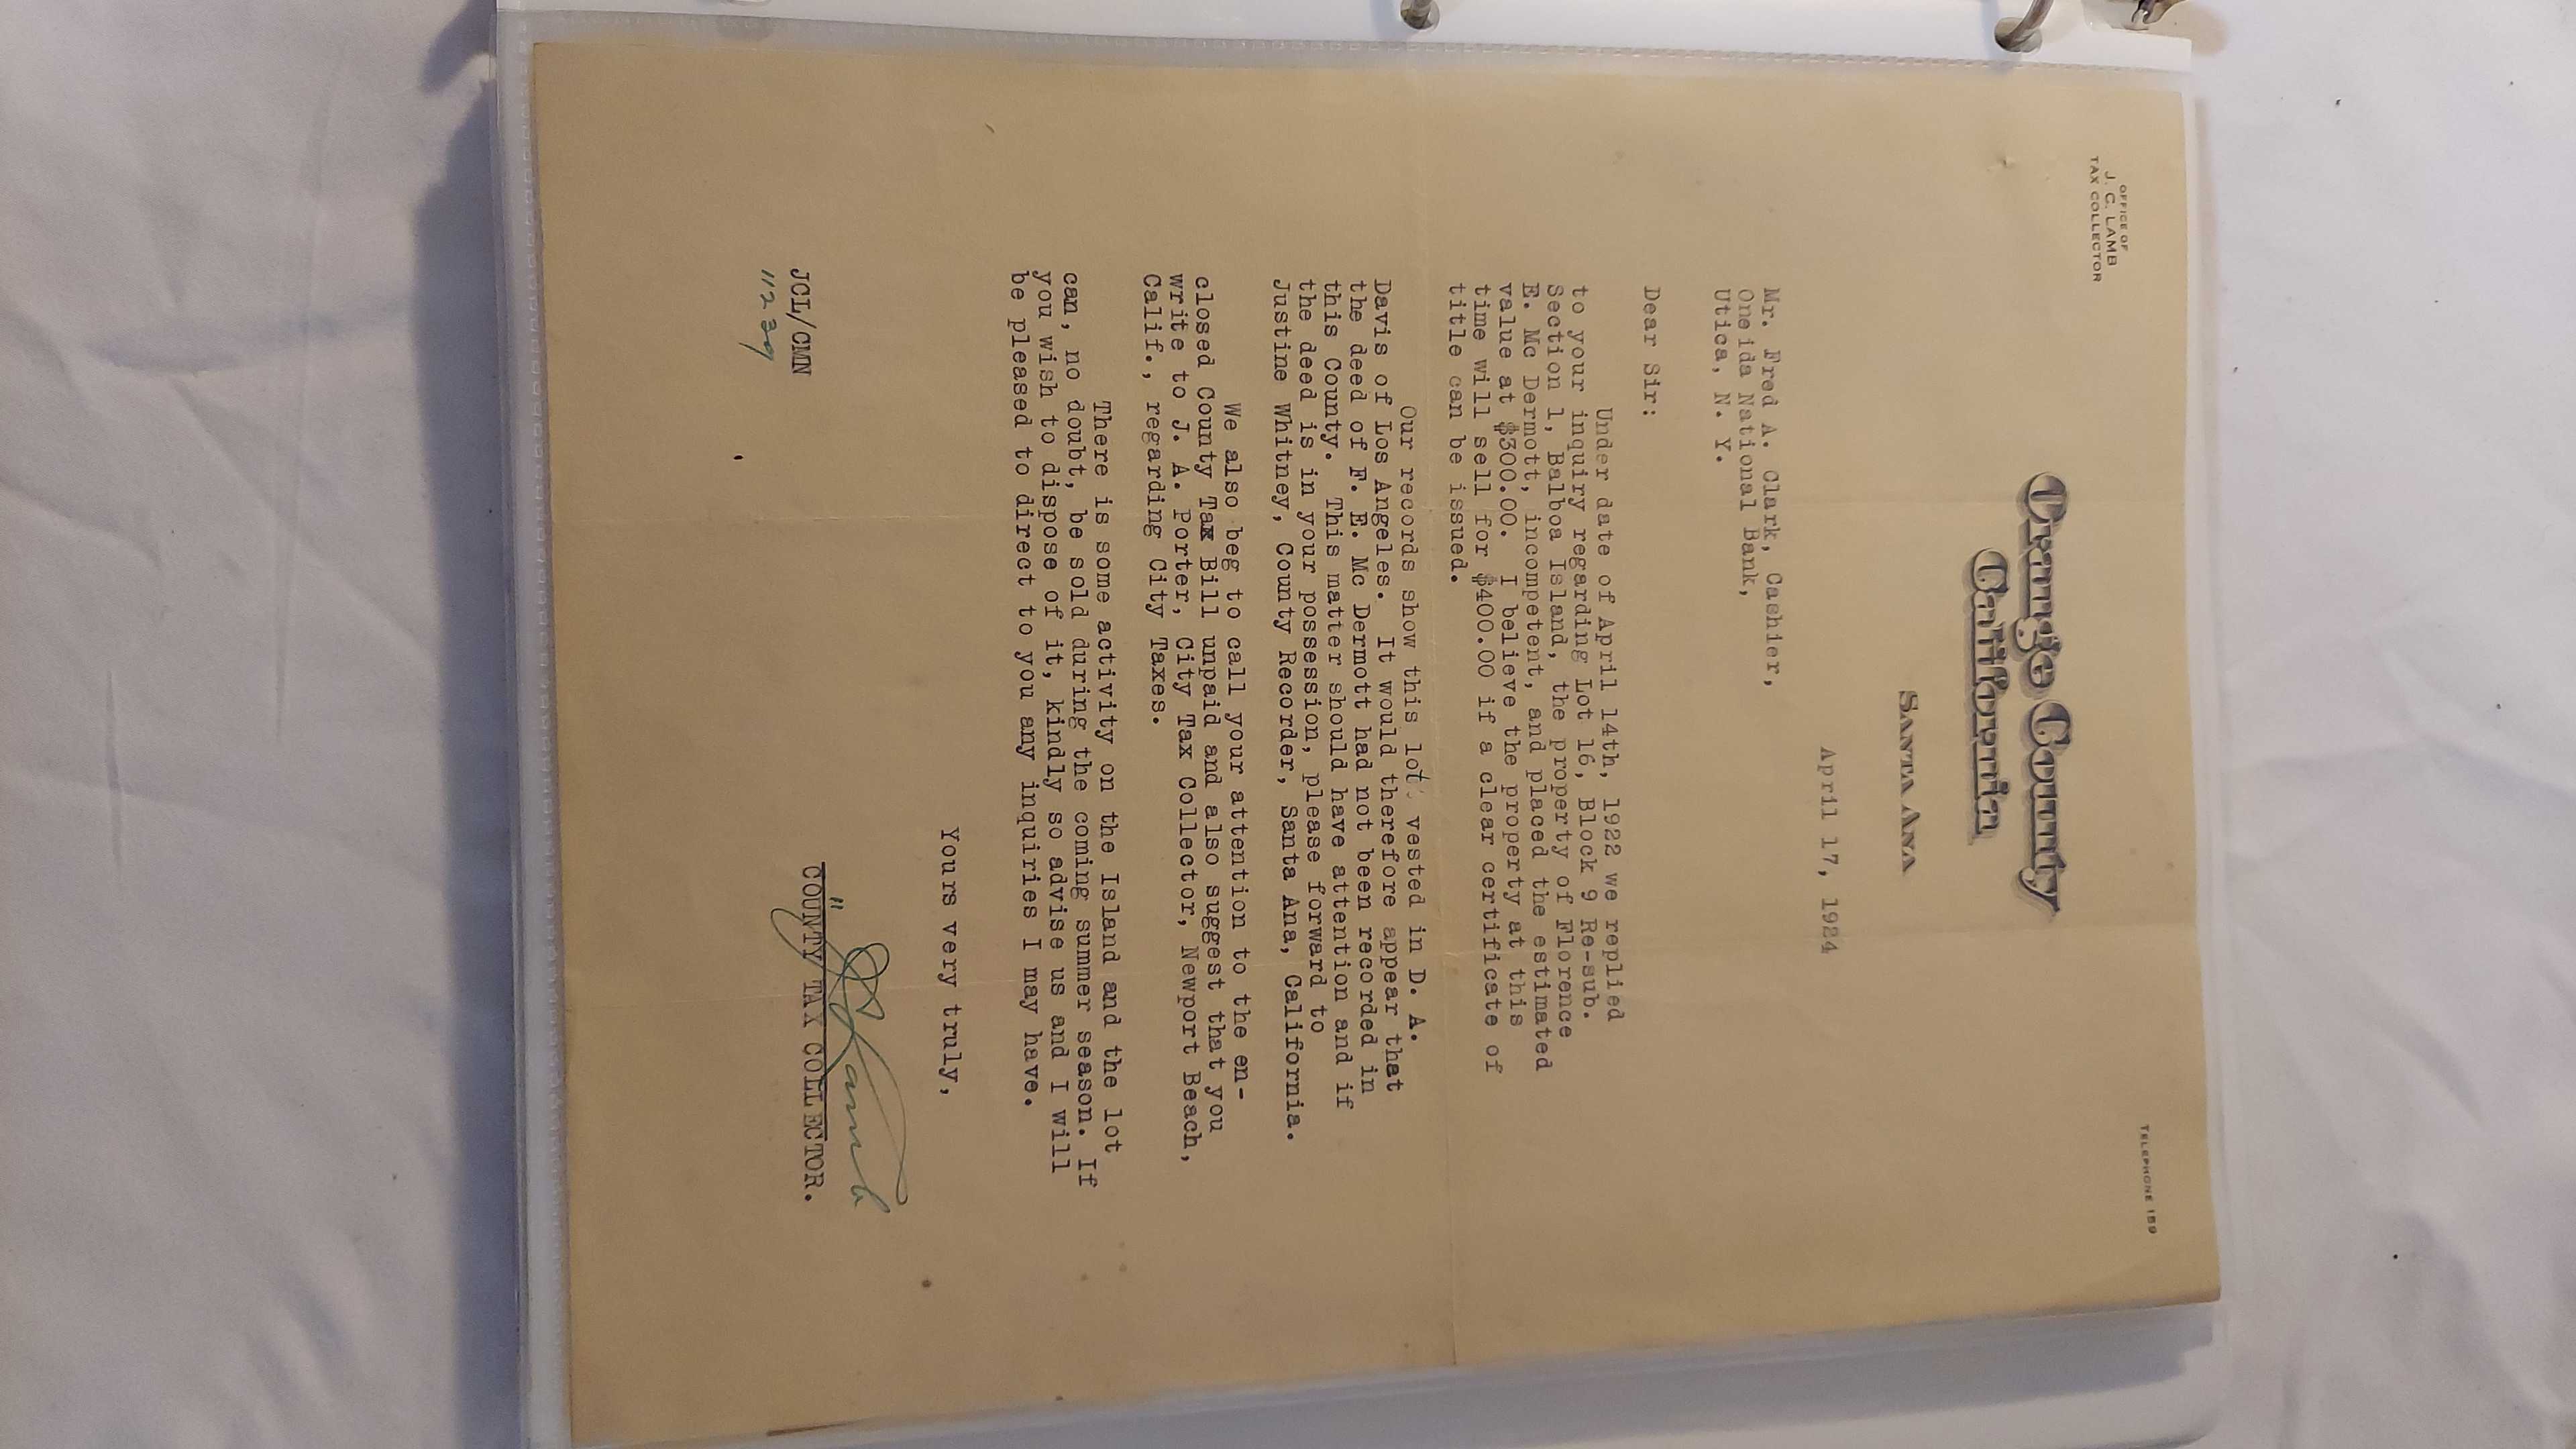 OFFICE OF
J. C. LAMB
TAX COLLECTOR
TELEPHONE 159
Orange County
California
SANTA ANA
April 17, 1924
Mr. Fred A. Clark, Cashier,
Oneida National Bank,
Utica, N. Y.
Dear Sir:
Under date of April 14th, 1922 we replied
to your inquiry regarding Lot 16, Block 9 Re-sub.
Section 1, Balboa Island, the property of Florence
E. Mc Dermott, incompetent, and placed the estimated
value at $300.00. I believe the property at this
time will sell for $400.00 if a clear certificate of
title can be issued.
Our records show this lot vested in D. A.
Davis of Los Angeles. It would therefore appear that
the deed of F. E. Mc Dermott had not been recorded in
this County. This matter should have attention and if
the deed is in your possession, please forward to
Justine Whitney, County Recorder, Santa Ana, California.
We also beg to call your attention to the en-
closed County Tax Bill unpaid and also suggest that you
write to J. A. Porter, City Tax Collector, Newport Beach,
Calif., regarding City Taxes.
There is some activity on the Island and the lot
can, no doubt, be sold during the coming summer season. If
you wish to dispose of it, kindly so advise us and I will
be pleased to direct to you any inquiries I may have.
Yours very truly,
J C Lamb
COUNTY TAX COLLECTOR.
JCL/CMN